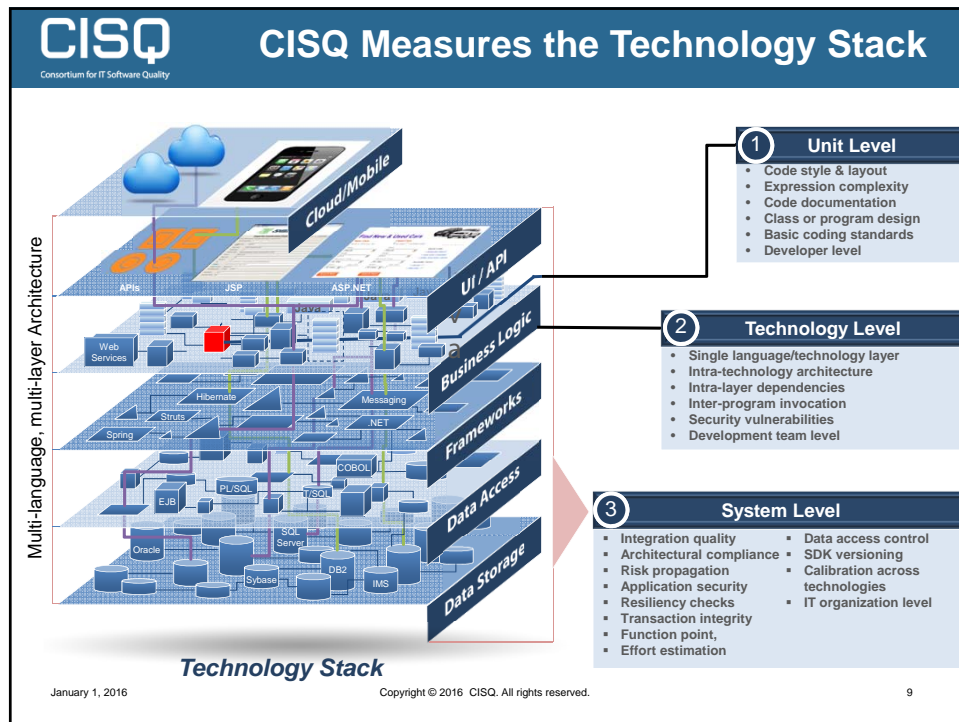 CISQ
Consortium for IT Software Quality
CISQ Measures the Technology Stack
Multi-language, multi-layer Architecture
Cloud/Mobile
UI / API
APIs
JSP
ASP.NET
Business Logic
Java
Web
Services
v
a
Frameworks
Hibernate
Messaging
Struts
Spring
.NET
Data Access
COBOL
PL/SQL
T/SQL
EJB
Data Storage
Oracle
SQL
Server
DB2
Sybase
IMS
Technology Stack
1
Unit Level
• Code style & layout
• Expression complexity
• Code documentation
• Class or program design
• Basic coding standards
• Developer level
2
Technology Level
• Single language/technology layer
• Intra-technology architecture
• Intra-layer dependencies
• Inter-program invocation
• Security vulnerabilities
• Development team level
3
System Level
▪ Integration quality
▪ Architectural compliance
▪ Risk propagation
▪ Application security
▪ Resiliency checks
▪ Transaction integrity
▪ Function point,
▪ Effort estimation
▪ Data access control
▪ SDK versioning
▪ Calibration across
technologies
▪ IT organization level
January 1, 2016
Copyright © 2016 CISQ. All rights reserved.
9